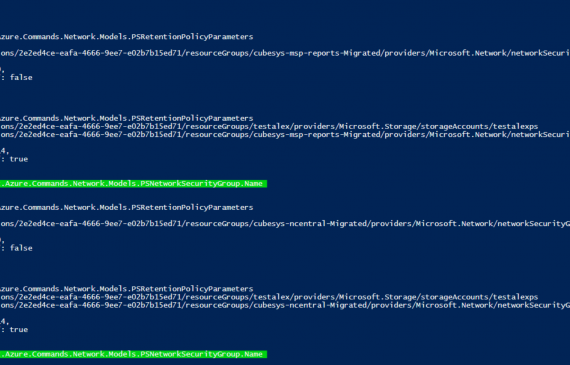 Azure.Commands.Network.Models.PSRetentionPolicyParameters
ons/2e2ed4ce-eafa-4666-9ee7-e02b7b15ed71/resourceGroups/cubesys-msp-reports-Migrated/providers/Microsoft.Network/networkSecuri
,
: false
Azure.Commands.Network.Models.PSRetentionPolicyParameters
ons/2e2ed4ce-eafa-4666-9ee7-e02b7b15ed71/resourceGroups/testalex/providers/Microsoft.Storage/storageAccounts/testalexps
ons/2e2ed4ce-eafa-4666-9ee7-e02b7b15ed71/resourceGroups/cubesys-msp-reports-Migrated/providers/Microsoft.Network/networkSecuri
4,
: true
.Azure.Commands.Network.Models.PSNetworkSecurityGroup.Name
Azure.Commands.Network.Models.PSRetentionPolicyParameters
ons/2e2ed4ce-eafa-4666-9ee7-e02b7b15ed71/resourceGroups/cubesys-ncentral-Migrated/providers/Microsoft.Network/networkSecurityG
,
: false
Azure.Commands.Network.Models.PSRetentionPolicyParameters
ons/2e2ed4ce-eafa-4666-9ee7-e02b7b15ed71/resourceGroups/testalex/providers/Microsoft.Storage/storageAccounts/testalexps
ons/2e2ed4ce-eafa-4666-9ee7-e02b7b15ed71/resourceGroups/cubesys-ncentral-Migrated/providers/Microsoft.Network/networkSecurityG
4,
: true
.Azure.Commands.Network.Models.PSNetworkSecurityGroup.Name